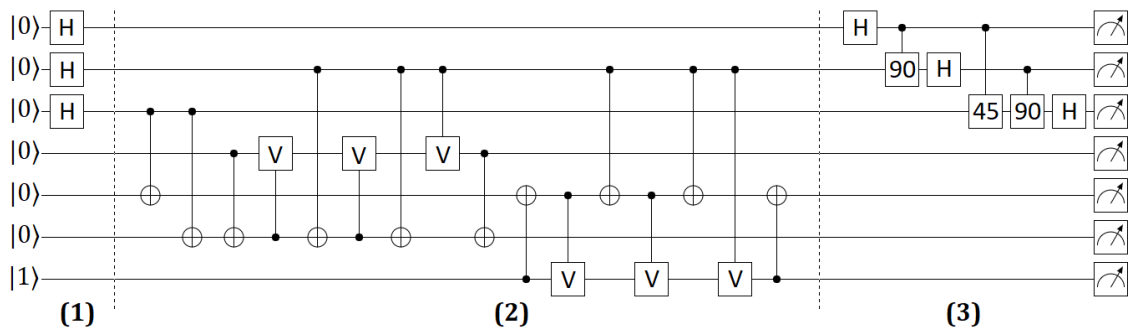 |0⟩ H H
|0⟩ H 90 H
|0⟩ H 45 90 H
|0⟩ V V V
|0⟩
|0⟩
|1⟩ V V V
(1) (2) (3)